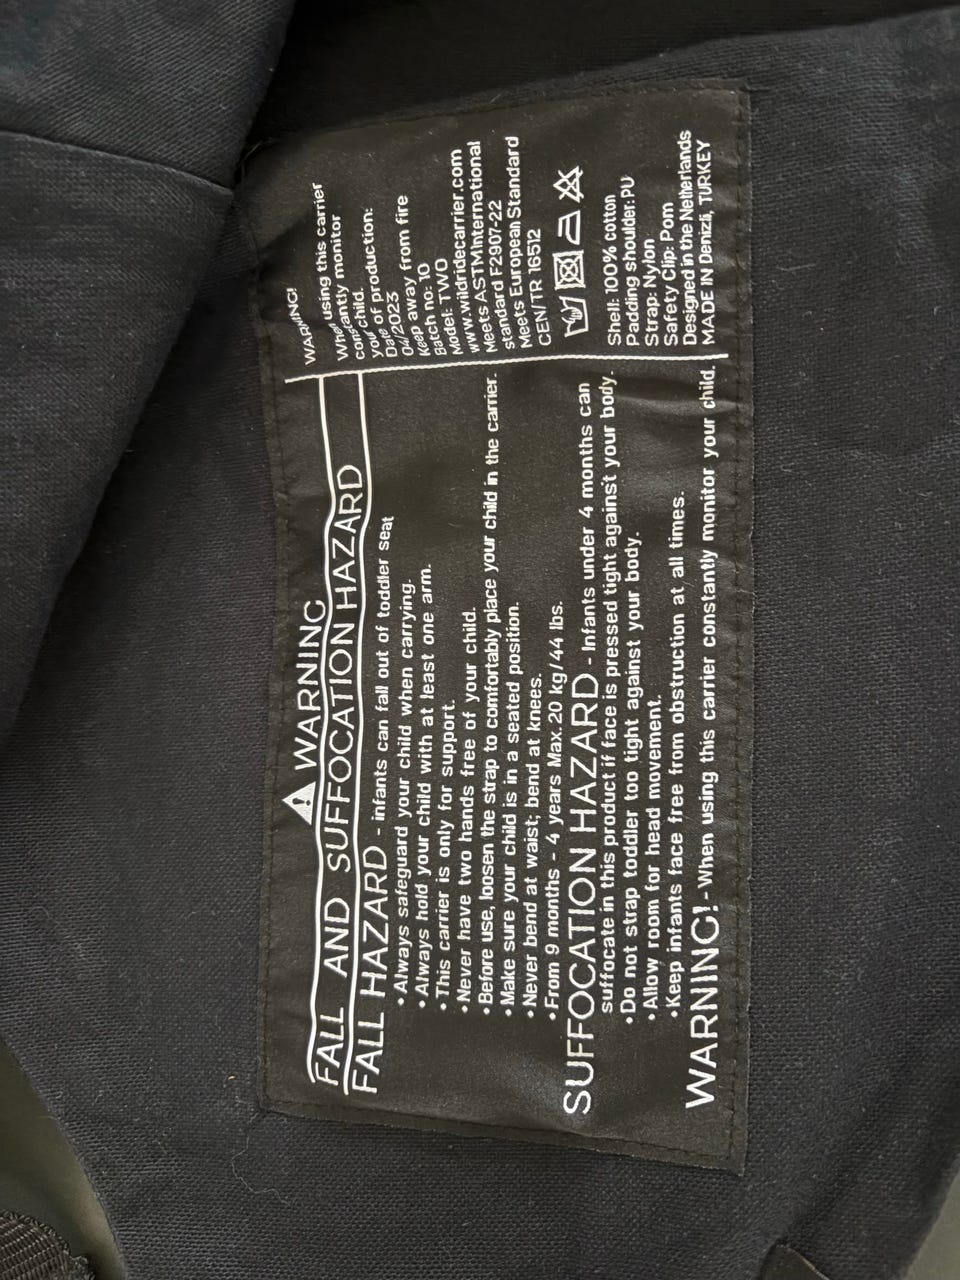 WARNING
FALL AND SUFFOCATION HAZARD
FALL HAZARD - infants can fall out of toddler seat
• Always safeguard your child when carrying.
• Always hold your child with at least one arm.
• This carrier is only for support.
• Never have two hands free of your child.
• Before use, loosen the strap to comfortably place your child in the carrier.
• Make sure your child is in a seated position.
• Never bend at waist; bend at knees.
• From 9 months - 4 years Max.20 kg/44 lbs.
SUFFOCATION HAZARD - Infants under 4 months can
suffocate in this product if face is pressed tight against your body.
• Do not strap toddler too tight against your body.
• Allow room for head movement.
• Keep infants face free from obstruction at all times.
WARNING! - When using this carrier constantly monitor your child.
WARNING!
When using this carrier
constantly monitor
your child.
Date of production:
04/2023
Keep away from fire
Batch no: 10
Model: TWO
www.wildridecarrier.com
Meets ASTM International
standard F2907-22
Meets European Standard
CEN/TR 16512
Shell: 100% cotton
Padding shoulder: PU
Strap: Nylon
Safety Clip: Pom
Designed in the Netherlands
MADE IN Denizli, TURKEY